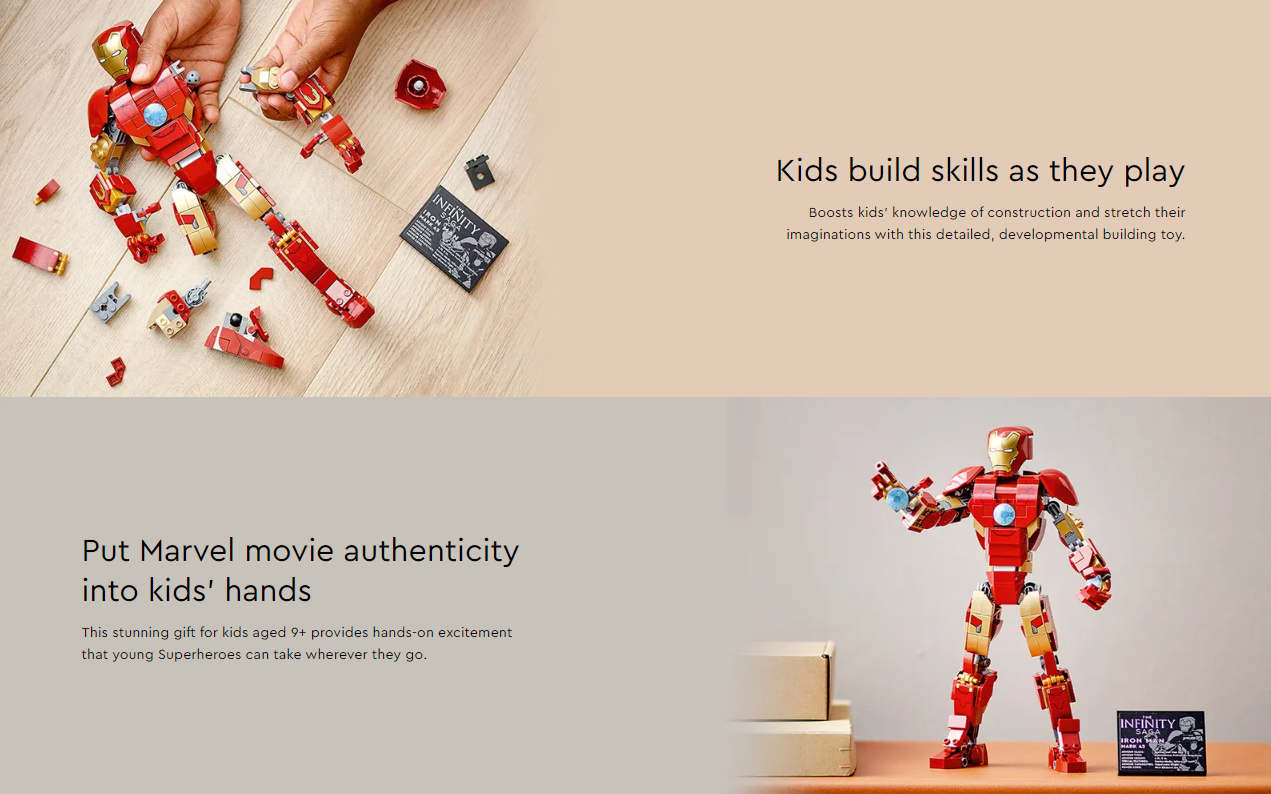 THE
INFINITY
SAGA
IRON MAN
MARK 43
Kids build skills as they play
Boosts kids' knowledge of construction and stretch their
imaginations with this detailed, developmental building toy.
Put Marvel movie authenticity
into kids' hands
This stunning gift for kids aged 9+ provides hands-on excitement
that young Superheroes can take wherever they go.
THE
INFINITY
SAGA
IRON MAN
MARK 43